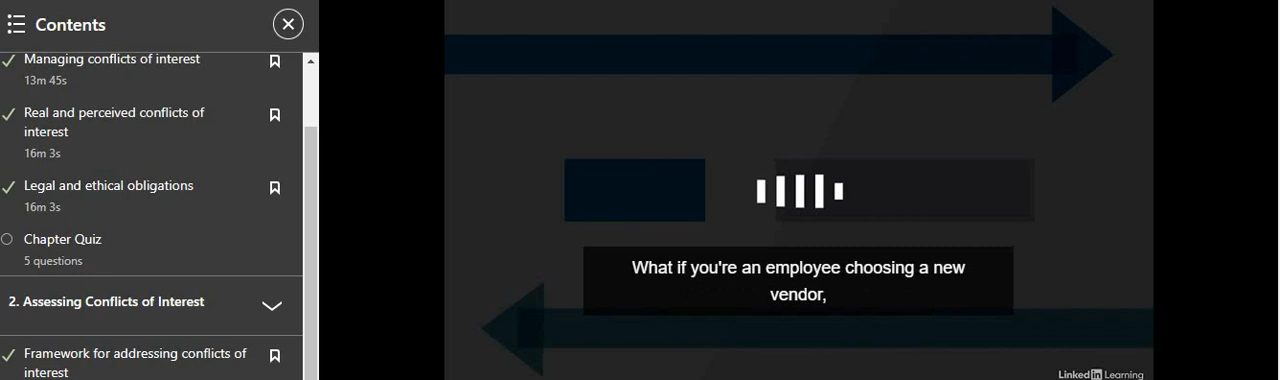 Contents
Managing conflicts of interest
13m 45s
Real and perceived conflicts of
interest
16m 3s
Legal and ethical obligations
16m 3s
Chapter Quiz
5 questions
2. Assessing Conflicts of Interest
Framework for addressing conflicts of
interest
What if you're an employee choosing a new
vendor,
LinkedIn Learning